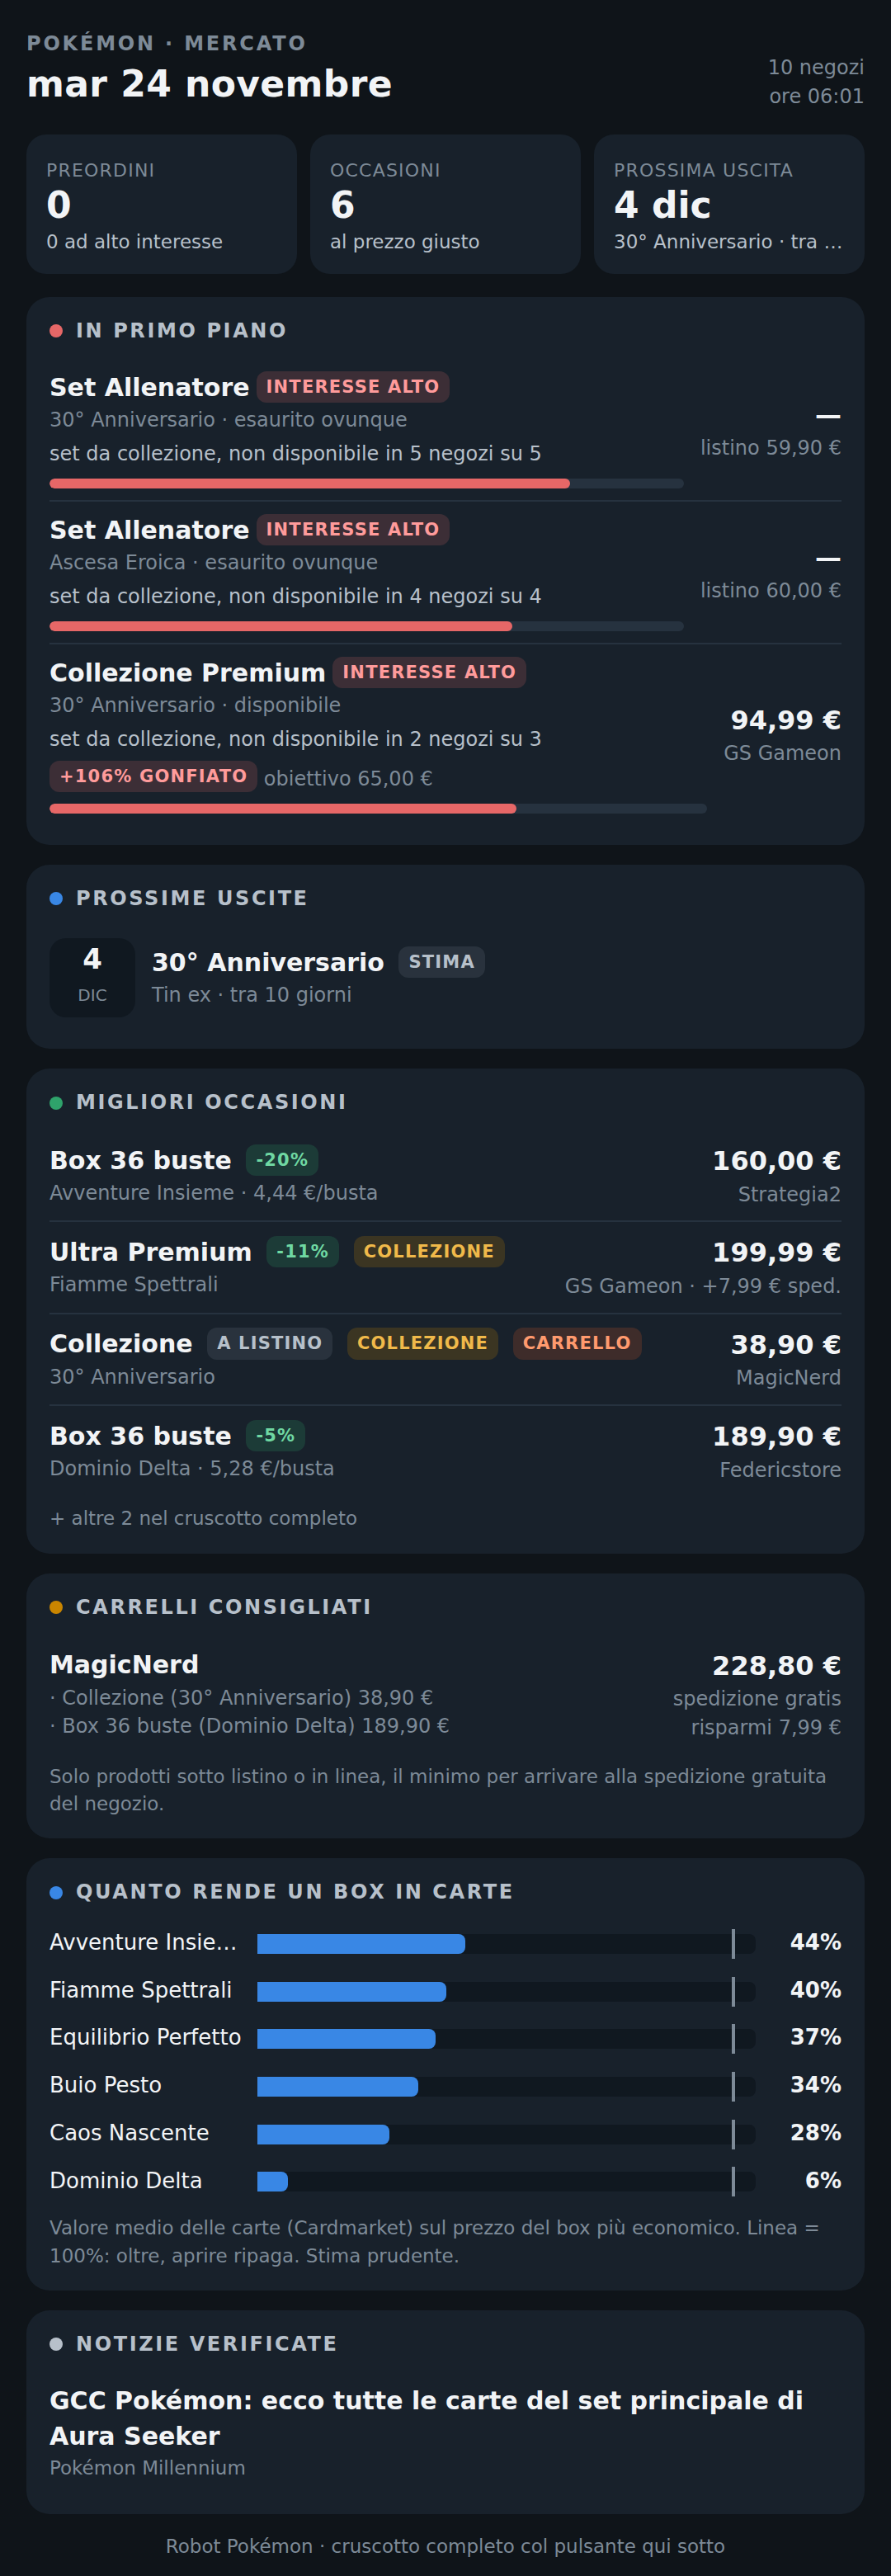 POKÉMON · MERCATO
mar 24 novembre
10 negozi
ore 06:01
PREORDINI
0
0 ad alto interesse
OCCASIONI
6
al prezzo giusto
PROSSIMA USCITA
4 dic
30° Anniversario · tra …
IN PRIMO PIANO
Set Allenatore INTERESSE ALTO
30° Anniversario · esaurito ovunque
set da collezione, non disponibile in 5 negozi su 5
—
listino 59,90 €
Set Allenatore INTERESSE ALTO
Ascesa Eroica · esaurito ovunque
set da collezione, non disponibile in 4 negozi su 4
—
listino 60,00 €
Collezione Premium INTERESSE ALTO
30° Anniversario · disponibile
set da collezione, non disponibile in 2 negozi su 3
+106% GONFIATO obiettivo 65,00 €
94,99 €
GS Gameon
PROSSIME USCITE
4
DIC
30° Anniversario STIMA
Tin ex · tra 10 giorni
MIGLIORI OCCASIONI
Box 36 buste -20%
Avventure Insieme · 4,44 €/busta
160,00 €
Strategia2
Ultra Premium -11% COLLEZIONE
Fiamme Spettrali
199,99 €
GS Gameon · +7,99 € sped.
Collezione A LISTINO COLLEZIONE CARRELLO
30° Anniversario
38,90 €
MagicNerd
Box 36 buste -5%
Dominio Delta · 5,28 €/busta
189,90 €
Federicstore
+ altre 2 nel cruscotto completo
CARRELLI CONSIGLIATI
MagicNerd
· Collezione (30° Anniversario) 38,90 €
· Box 36 buste (Dominio Delta) 189,90 €
228,80 €
spedizione gratis
risparmi 7,99 €
Solo prodotti sotto listino o in linea, il minimo per arrivare alla spedizione gratuita
del negozio.
QUANTO RENDE UN BOX IN CARTE
Avventure Insie… 44%
Fiamme Spettrali 40%
Equilibrio Perfetto 37%
Buio Pesto 34%
Caos Nascente 28%
Dominio Delta 6%
Valore medio delle carte (Cardmarket) sul prezzo del box più economico. Linea =
100%: oltre, aprire ripaga. Stima prudente.
NOTIZIE VERIFICATE
GCC Pokémon: ecco tutte le carte del set principale di
Aura Seeker
Pokémon Millennium
Robot Pokémon · cruscotto completo col pulsante qui sotto